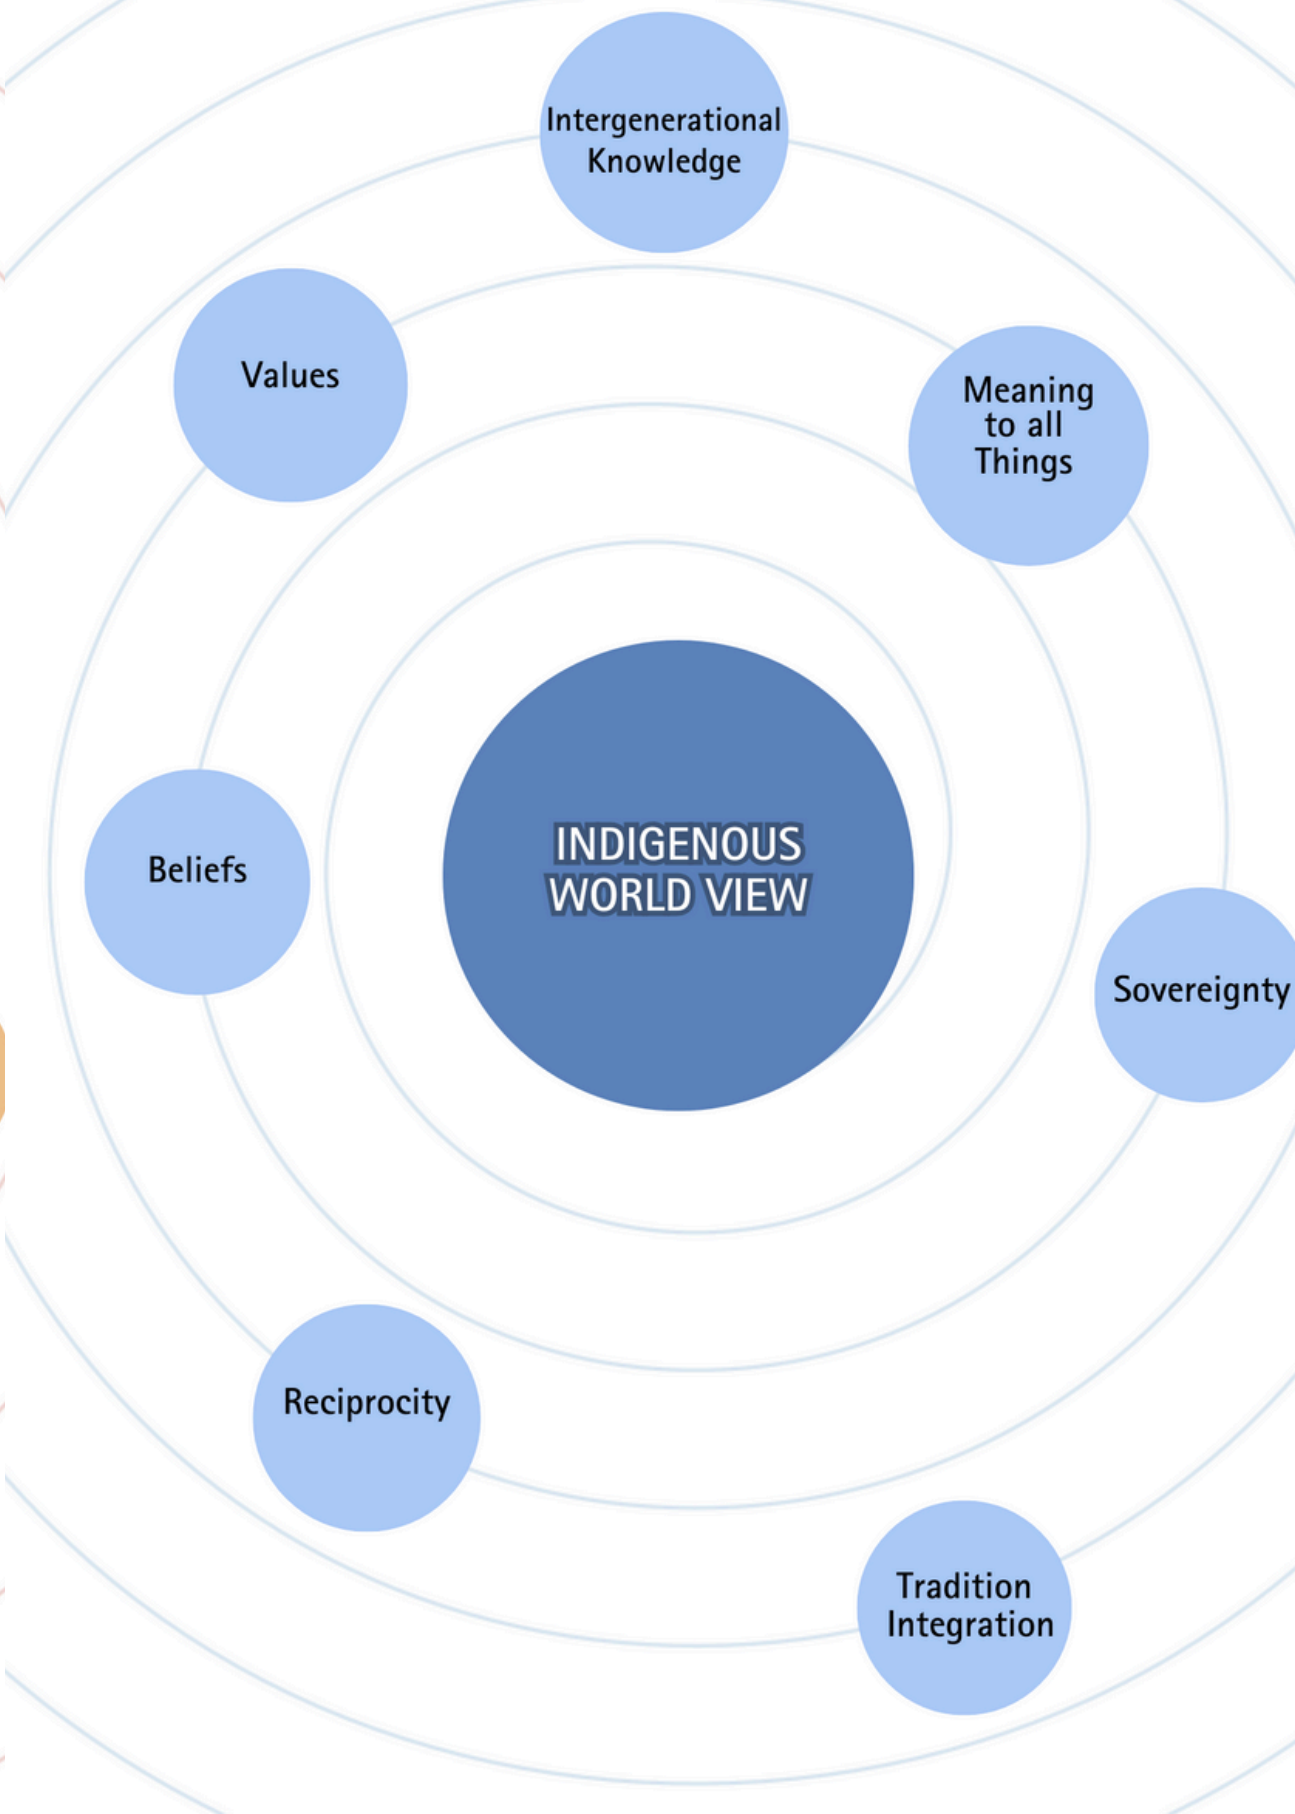 Intergenerational
Knowledge
Values
Meaning
to all
Things
INDIGENOUS
WORLD VIEW
Beliefs
Sovereignty
Reciprocity
Tradition
Integration